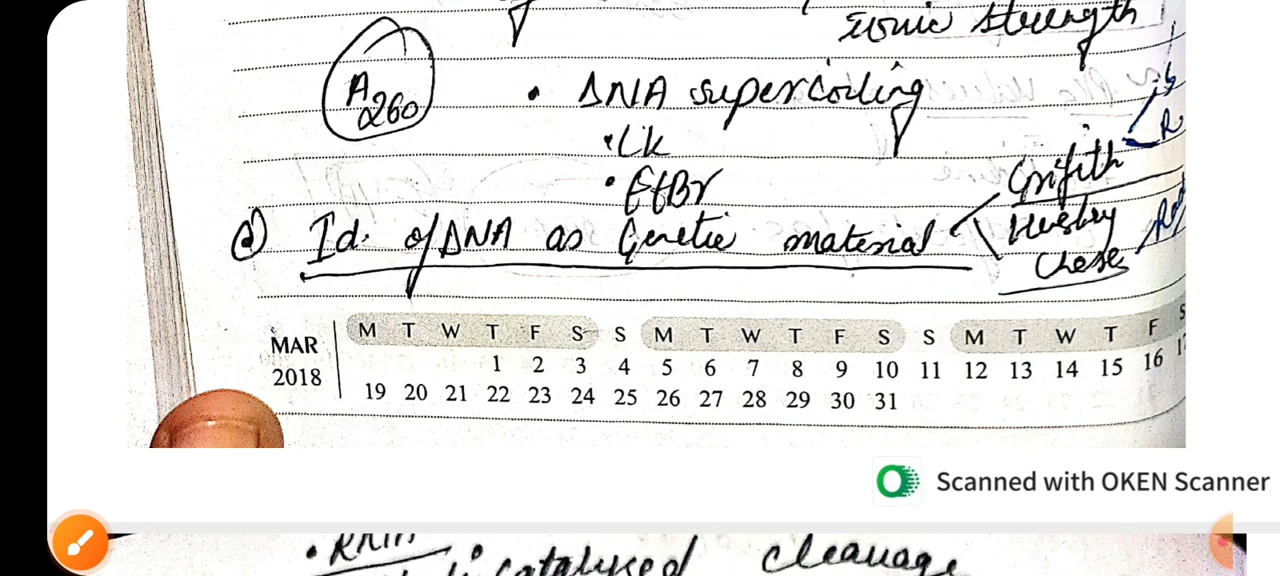 Ionic strength
A260
• DNA supercoiling
• Lk
• EtBr
d) Id. of DNA as Genetic material
Grifith
R
Hershey
Chase
MAR 2018
M T W T F S S M T W T F S S M T W T F S
1 2 3 4 5 6 7 8 9 10 11 12 13 14 15 16 17
19 20 21 22 23 24 25 26 27 28 29 30 31
Scanned with OKEN Scanner
catalysed cleavage